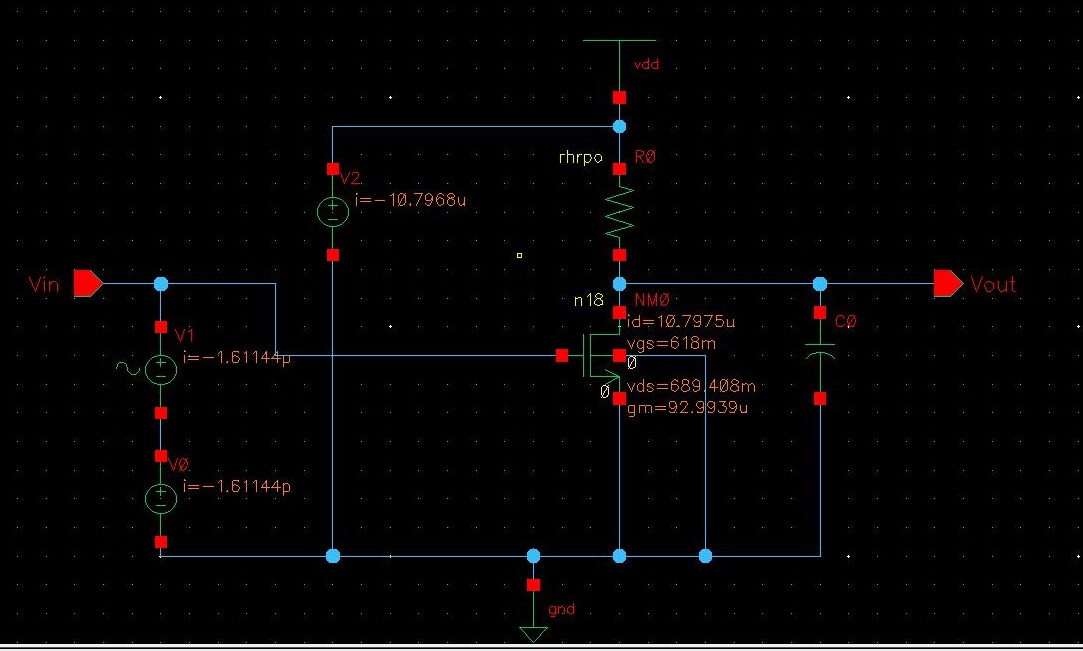 vdd
rhrpo R0
V2
i=-10.7968u
Vin
n18 NM0
Vout
id=10.7975u
C0
V1
vgs=618m
i=-1.61144p
0
vds=689.408m
0
gm=92.9939u
V0
i=-1.61144p
gnd